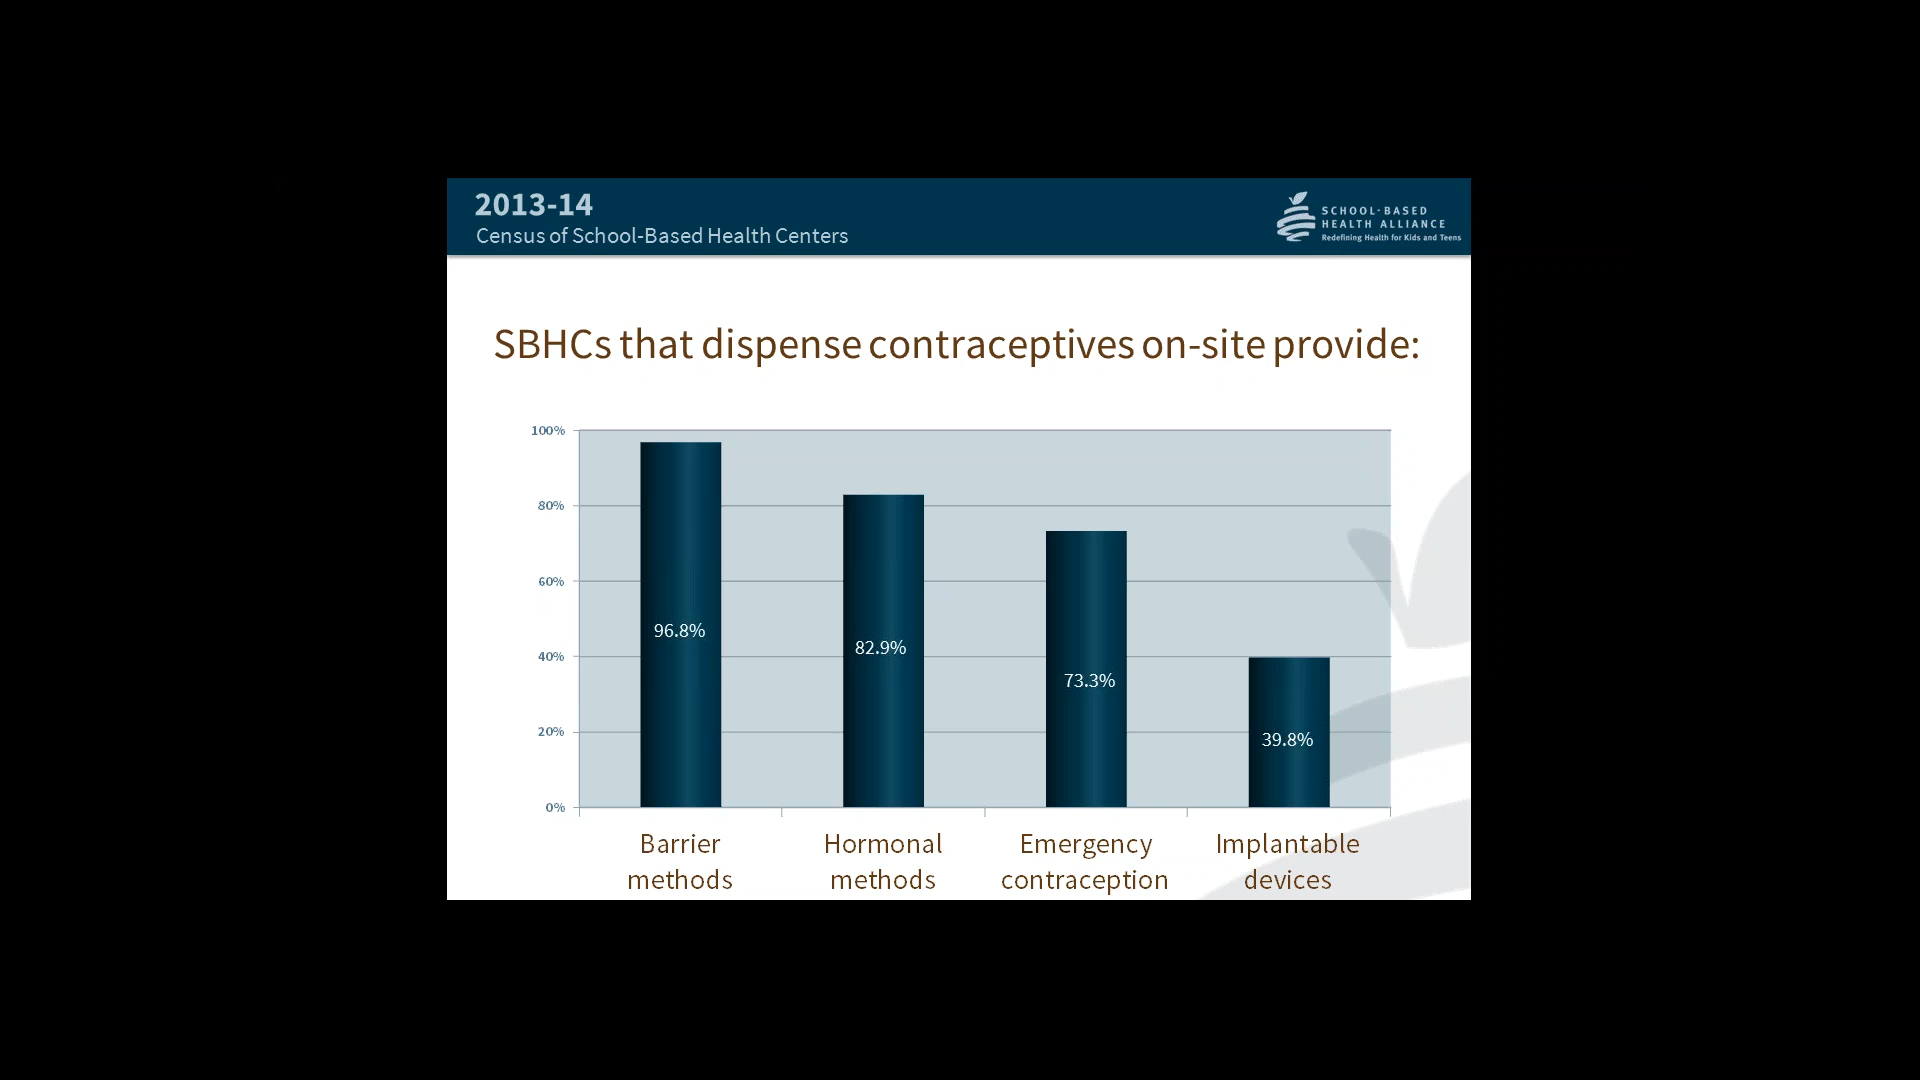 2013-14
Census of School-Based Health Centers
SCHOOL-BASED
HEALTH ALLIANCE
Redefining Health for Kids and Teens
SBHCs that dispense contraceptives on-site provide:
100%
80%
60%
40%
20%
0%
96.8%
82.9%
73.3%
39.8%
Barrier
methods
Hormonal
methods
Emergency
contraception
Implantable
devices